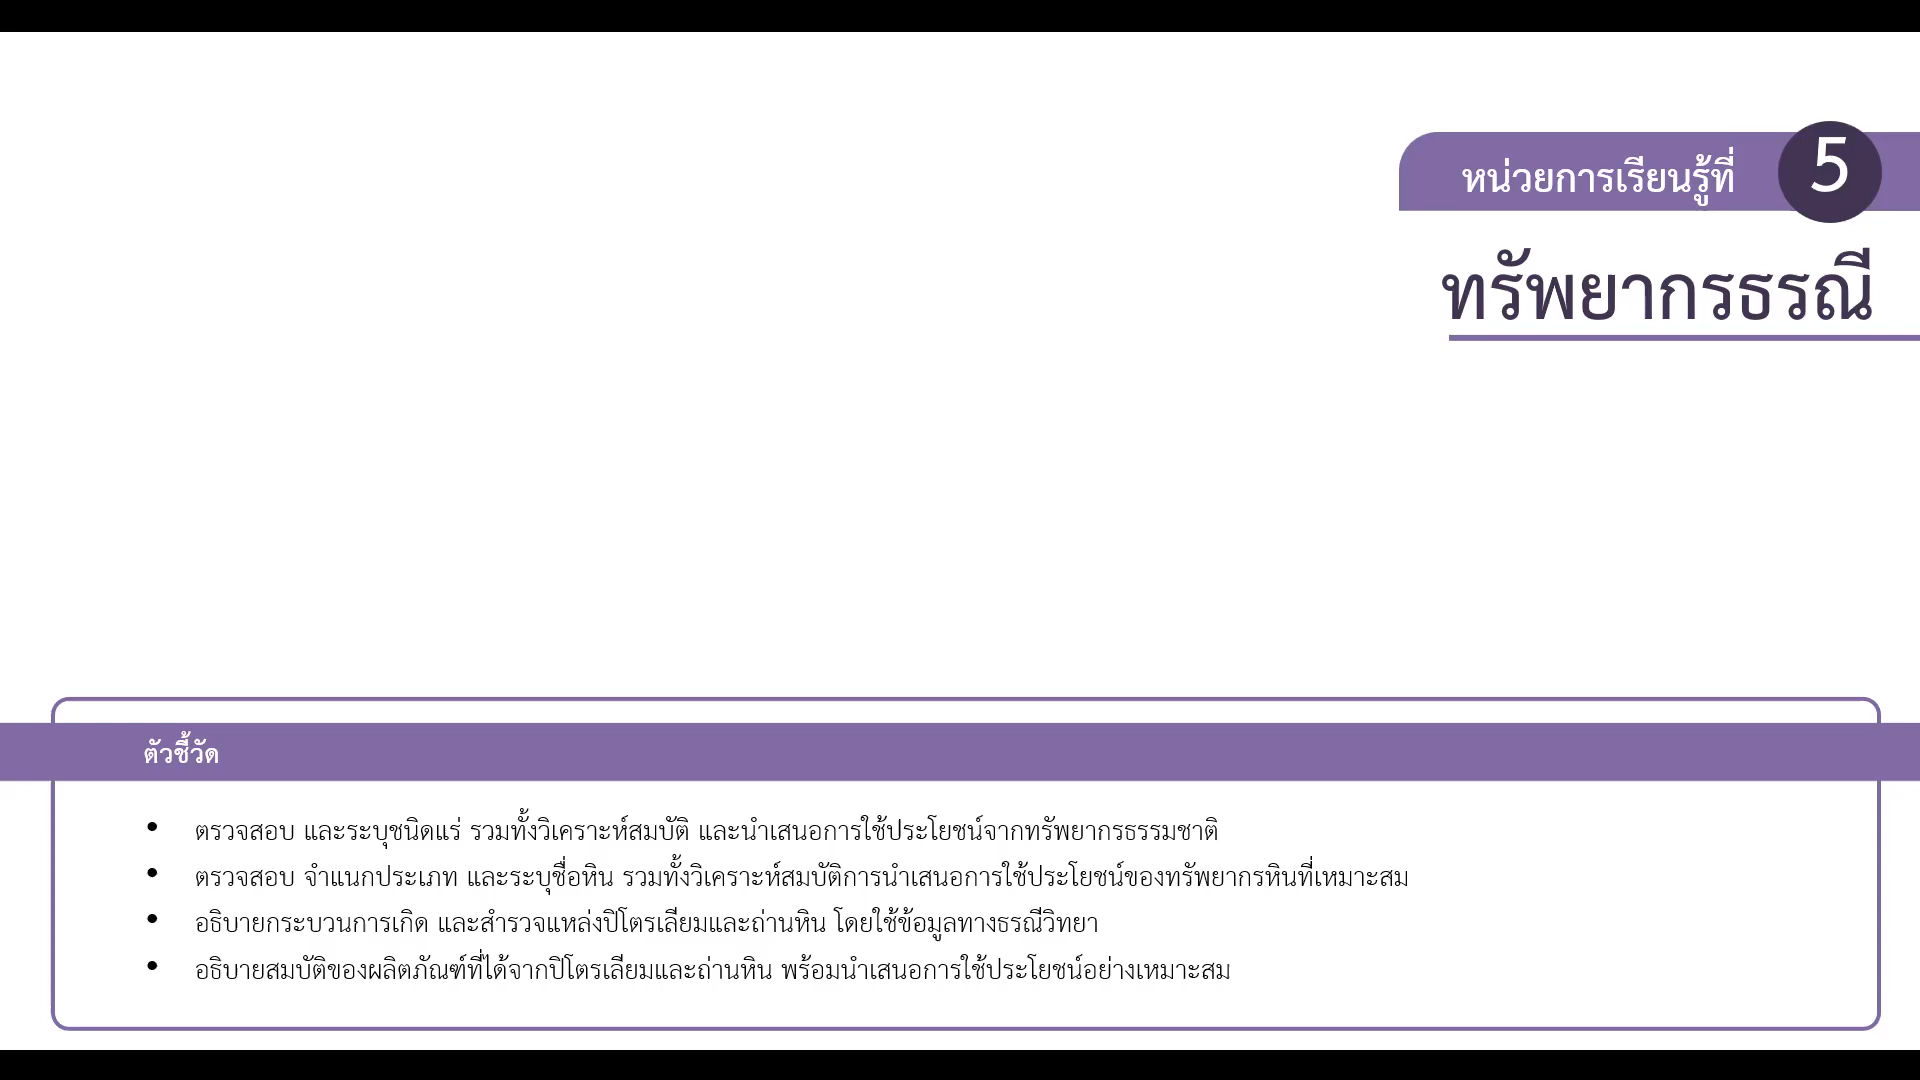 หน่วยการเรียนรู้ที่ 5
ทรัพยากรธรณี
ตัวชี้วัด
• ตรวจสอบ และระบุชนิดแร่ รวมทั้งวิเคราะห์สมบัติ และนำเสนอการใช้ประโยชน์จากทรัพยากรธรรมชาติ
• ตรวจสอบ จำแนกประเภท และระบุชื่อหิน รวมทั้งวิเคราะห์สมบัติการนำเสนอการใช้ประโยชน์ของทรัพยากรหินที่เหมาะสม
• อธิบายกระบวนการเกิด และสำรวจแหล่งปิโตรเลียมและถ่านหิน โดยใช้ข้อมูลทางธรณีวิทยา
• อธิบายสมบัติของผลิตภัณฑ์ที่ได้จากปิโตรเลียมและถ่านหิน พร้อมนำเสนอการใช้ประโยชน์อย่างเหมาะสม